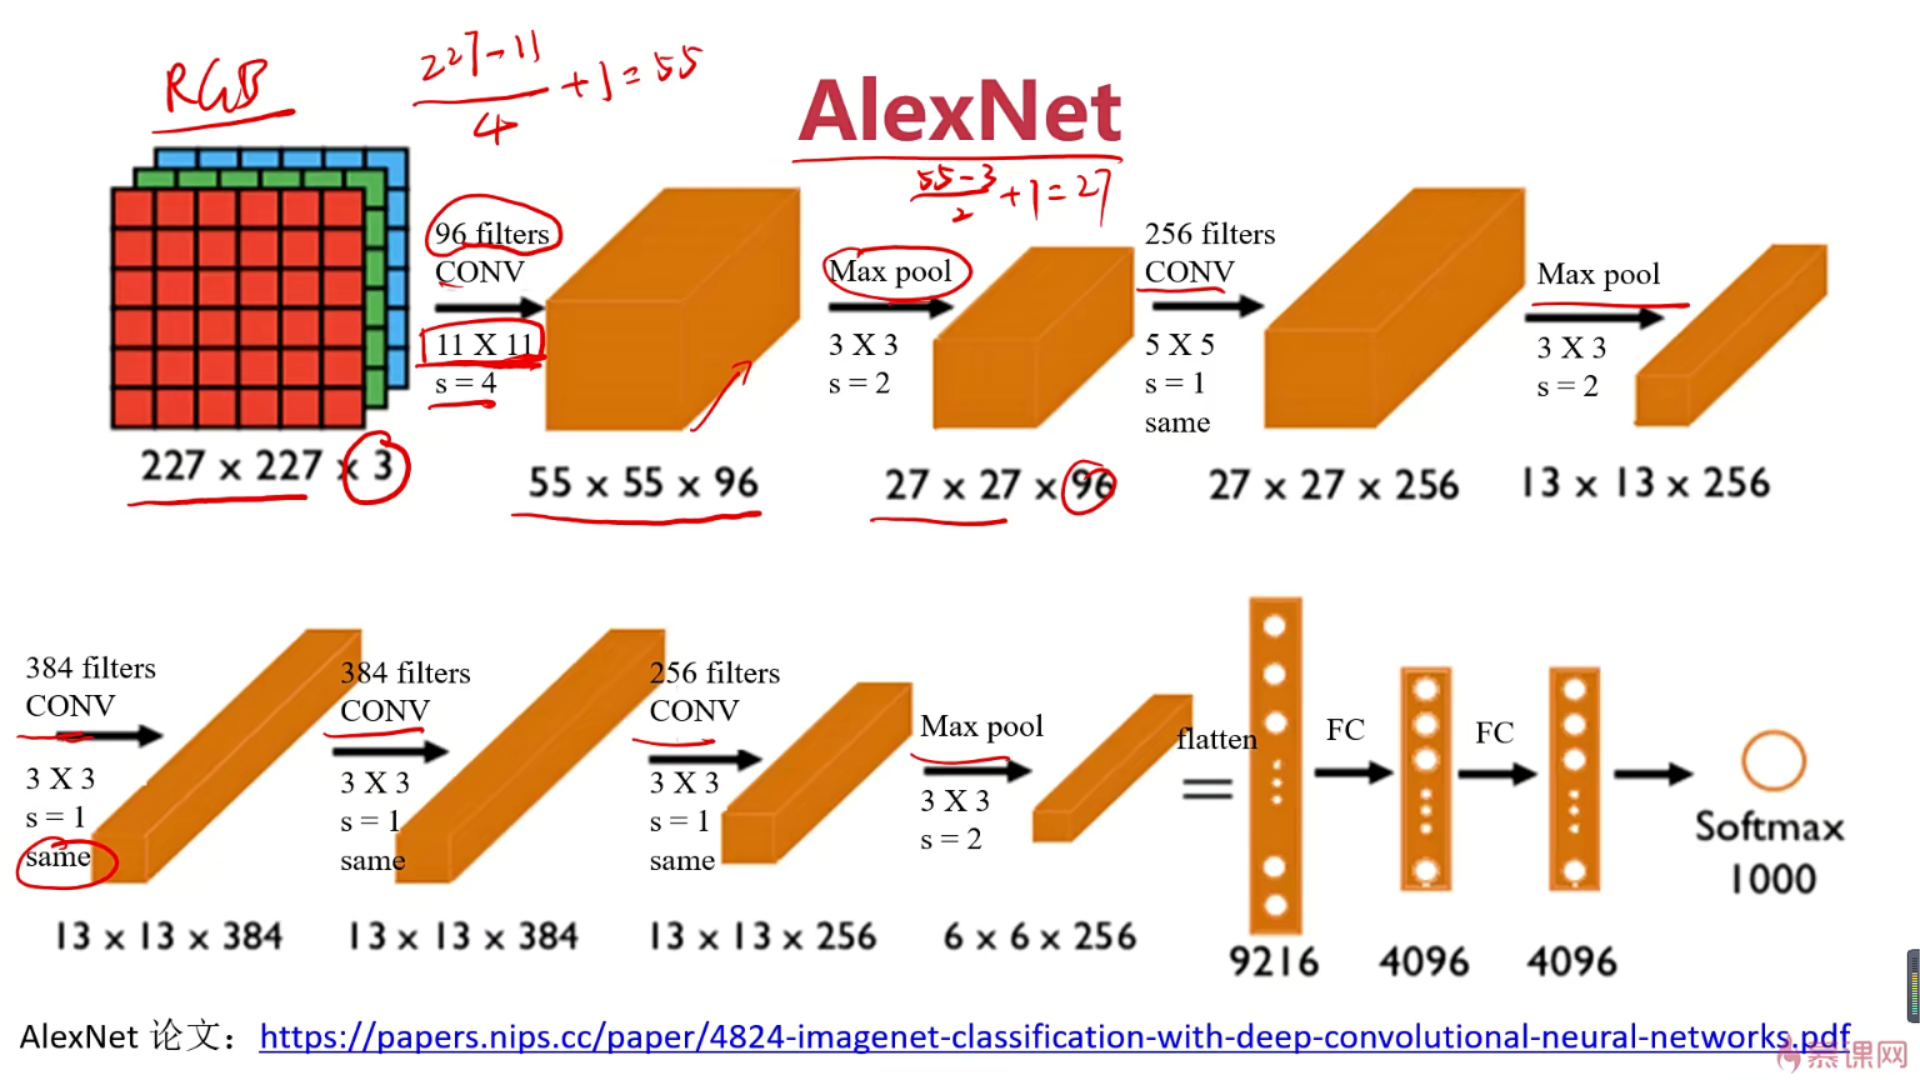 RGB
227-11
4
+1=55
AlexNet
55-3
2
+1=27
96 filters
CONV
11 X 11
s = 4
Max pool
3 X 3
s = 2
256 filters
CONV
5 X 5
s = 1
same
Max pool
3 X 3
s = 2
227 x 227 x 3
55 x 55 x 96
27 x 27 x 96
27 x 27 x 256
13 x 13 x 256
384 filters
CONV
3 X 3
s = 1
same
384 filters
CONV
3 X 3
s = 1
same
256 filters
CONV
3 X 3
s = 1
same
Max pool
3 X 3
s = 2
flatten
=
FC
FC
Softmax
1000
13 x 13 x 384
13 x 13 x 384
13 x 13 x 256
6 x 6 x 256
9216
4096
4096
AlexNet 论文：https://papers.nips.cc/paper/4824-imagenet-classification-with-deep-convolutional-neural-networks.pdf
慕课网